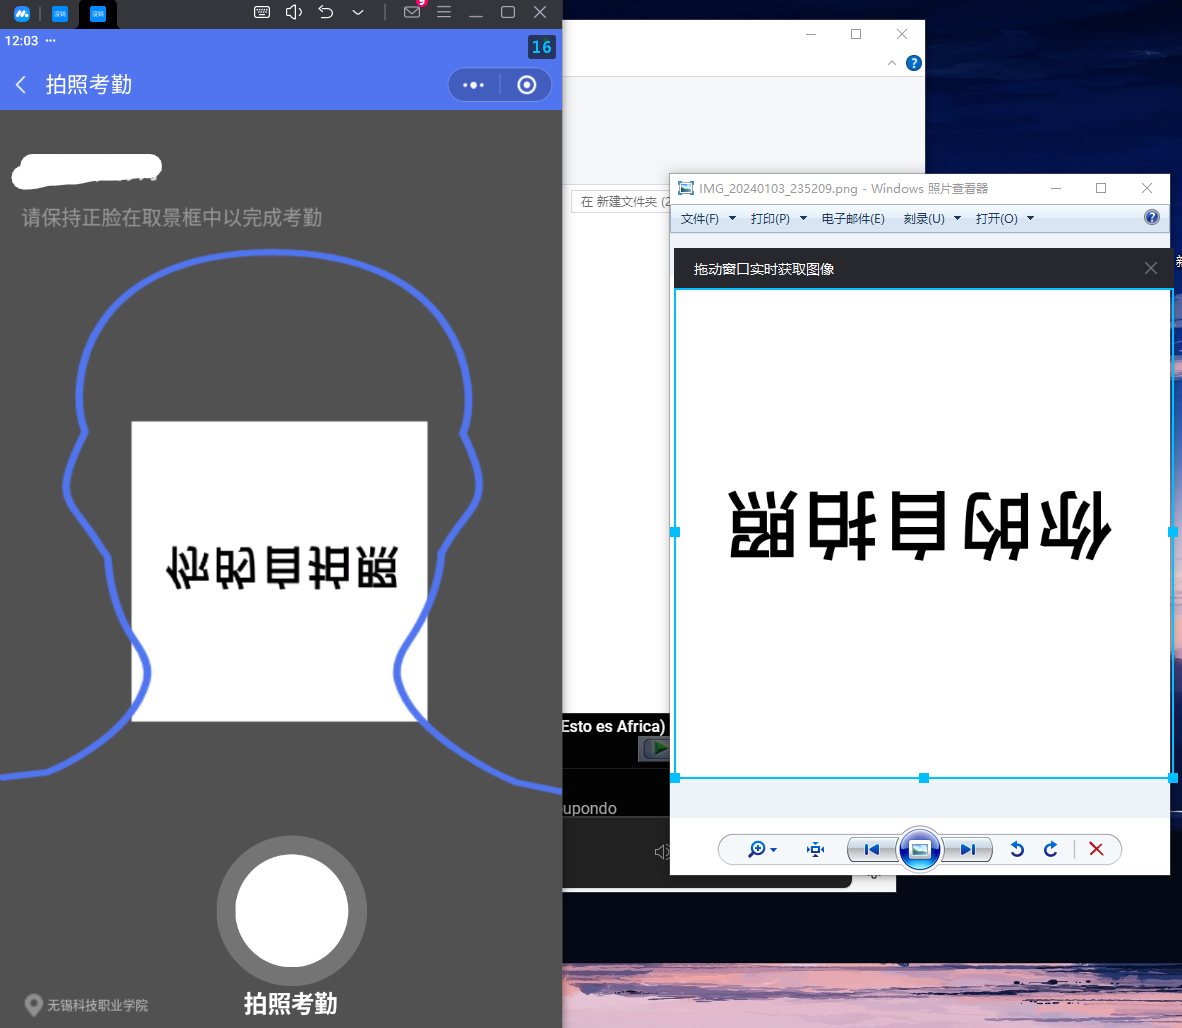 12:03 ...
16
拍照考勤
请保持正脸在取景框中以完成考勤
你的自拍照
拍照考勤
无锡科技职业学院
9
在 新建文件夹 (2
IMG_20240103_235209.png - Windows 照片查看器
文件(F) 打印(P) 电子邮件(E) 刻录(U) 打开(O)
拖动窗口实时获取图像
你的自拍照
Esto es Africa)
upondo